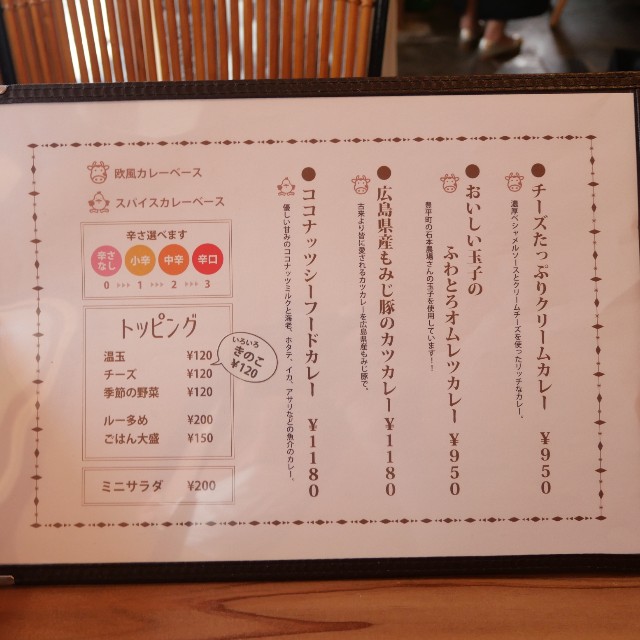 ●チーズたっぷりクリームカレー ¥950
濃厚ベシャメルソースとクリームチーズを使ったリッチなカレー。
●おいしい玉子の
ふわとろオムレツカレー ¥950
豊平町の石本農場さんの玉子を使用しています!!
●広島県産もみじ豚のカツカレー ¥1180
古来より皆に愛されるカツカレーを広島県産もみじ豚で。
●ココナッツシーフードカレー ¥1180
優しい甘みのココナッツミルクと海老、ホタテ、イカ、アサリなどの魚介のカレー。
欧風カレーベース
スパイスカレーベース
辛さ選べます
辛さなし 小辛 中辛 辛口
0 >>> 1 >>> 2 >>> 3
トッピング
温玉 ¥120
チーズ ¥120
季節の野菜 ¥120
いろいろ
きのこ
¥120
ルー多め ¥200
ごはん大盛 ¥150
ミニサラダ ¥200